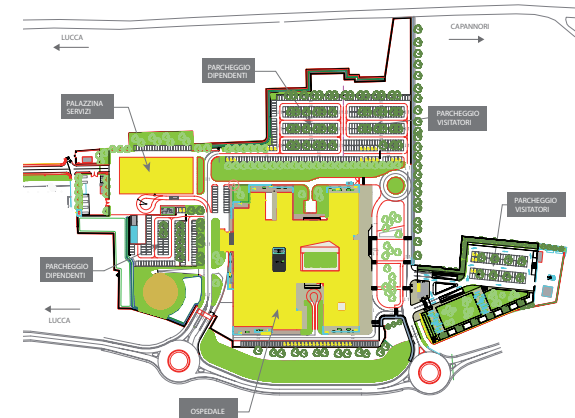 LUCCA
CAPANNORI
PARCHEGGIO
DIPENDENTI
PALAZZINA
SERVIZI
PARCHEGGIO
VISITATORI
PARCHEGGIO
VISITATORI
PARCHEGGIO
DIPENDENTI
LUCCA
OSPEDALE